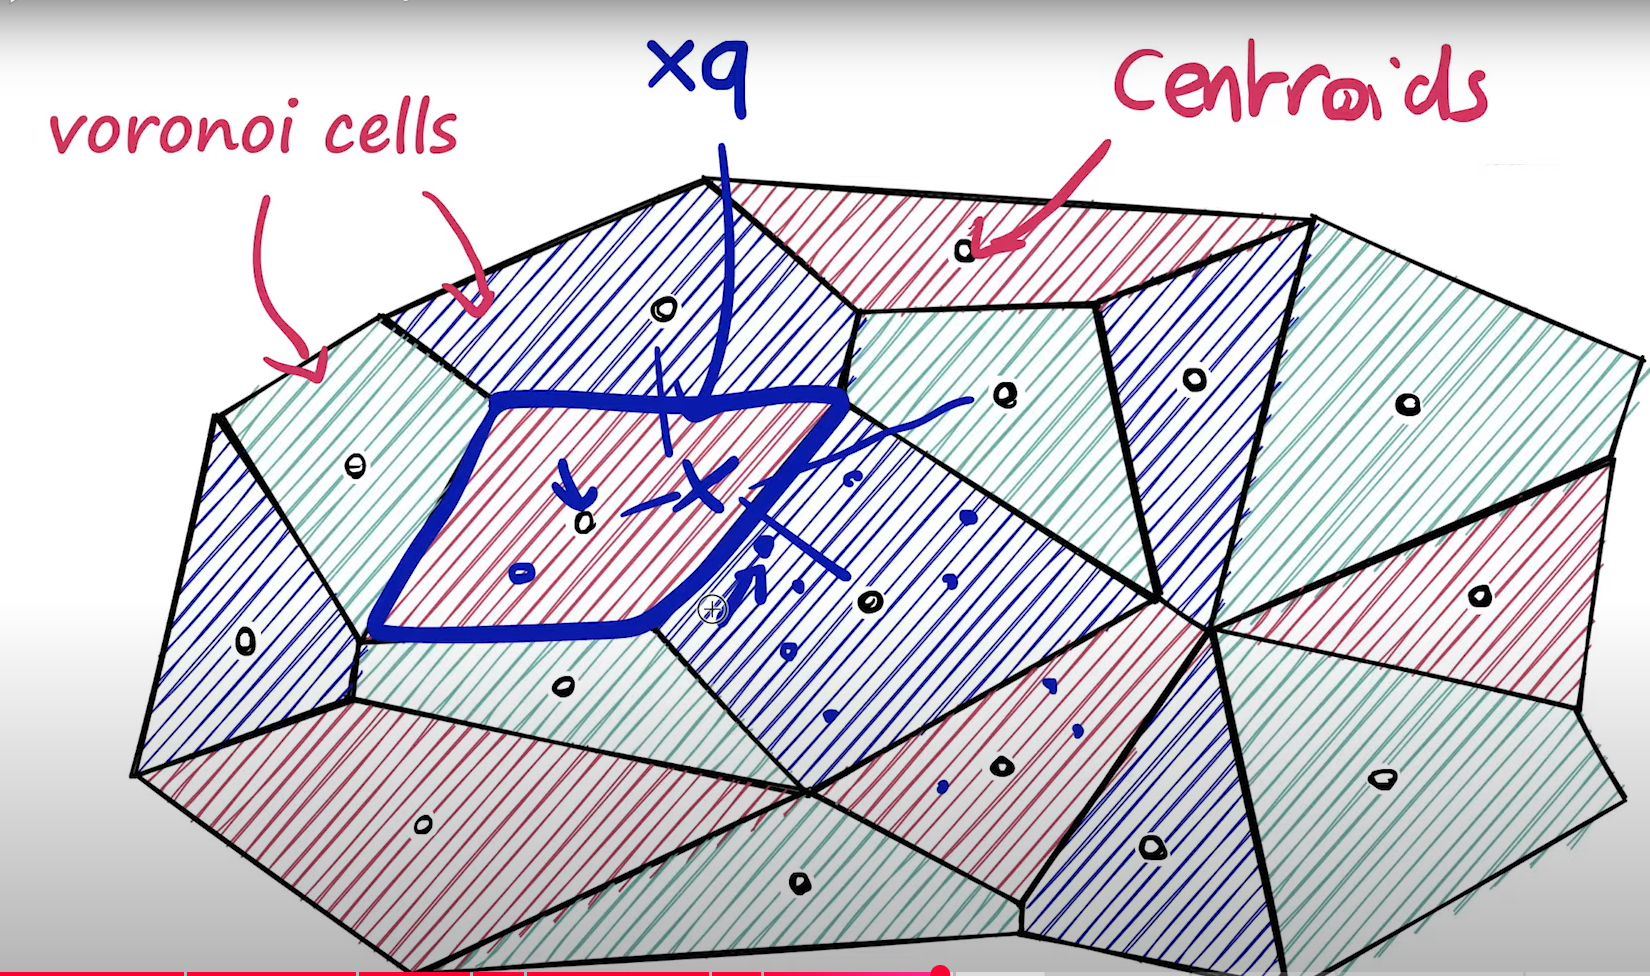 xq
Centroids
voronoi cells